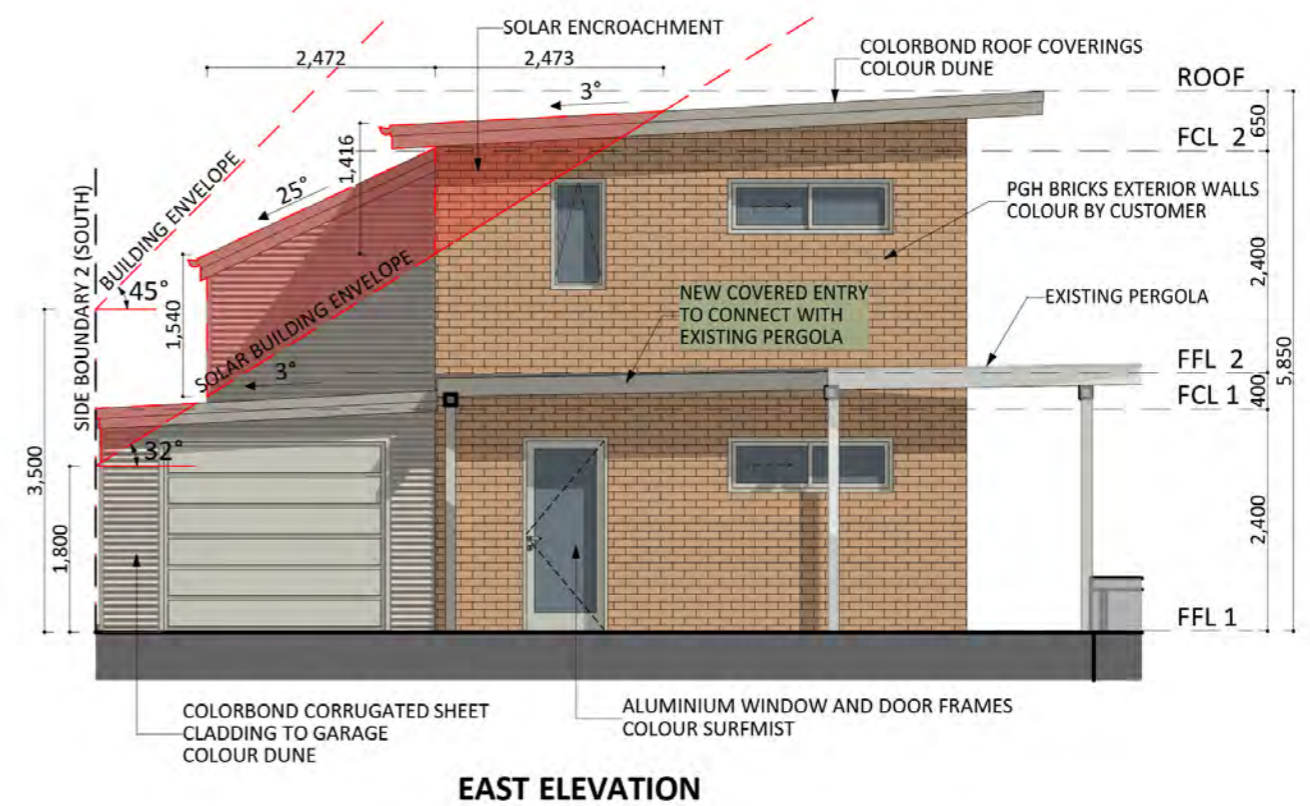 SOLAR ENCROACHMENT
COLORBOND ROOF COVERINGS
COLOUR DUNE
2,472
2,473
ROOF
3°
650
FCL 2
1,416
BUILDING ENVELOPE
25°
PGH BRICKS EXTERIOR WALLS
COLOUR BY CUSTOMER
SIDE BOUNDARY 2 (SOUTH)
2,400
45°
1,540
SOLAR BUILDING ENVELOPE
NEW COVERED ENTRY
TO CONNECT WITH
EXISTING PERGOLA
EXISTING PERGOLA
5,850
3°
FFL 2
FCL 1
400
32°
3,500
1,800
2,400
FFL 1
COLORBOND CORRUGATED SHEET
CLADDING TO GARAGE
COLOUR DUNE
ALUMINIUM WINDOW AND DOOR FRAMES
COLOUR SURFMIST
EAST ELEVATION